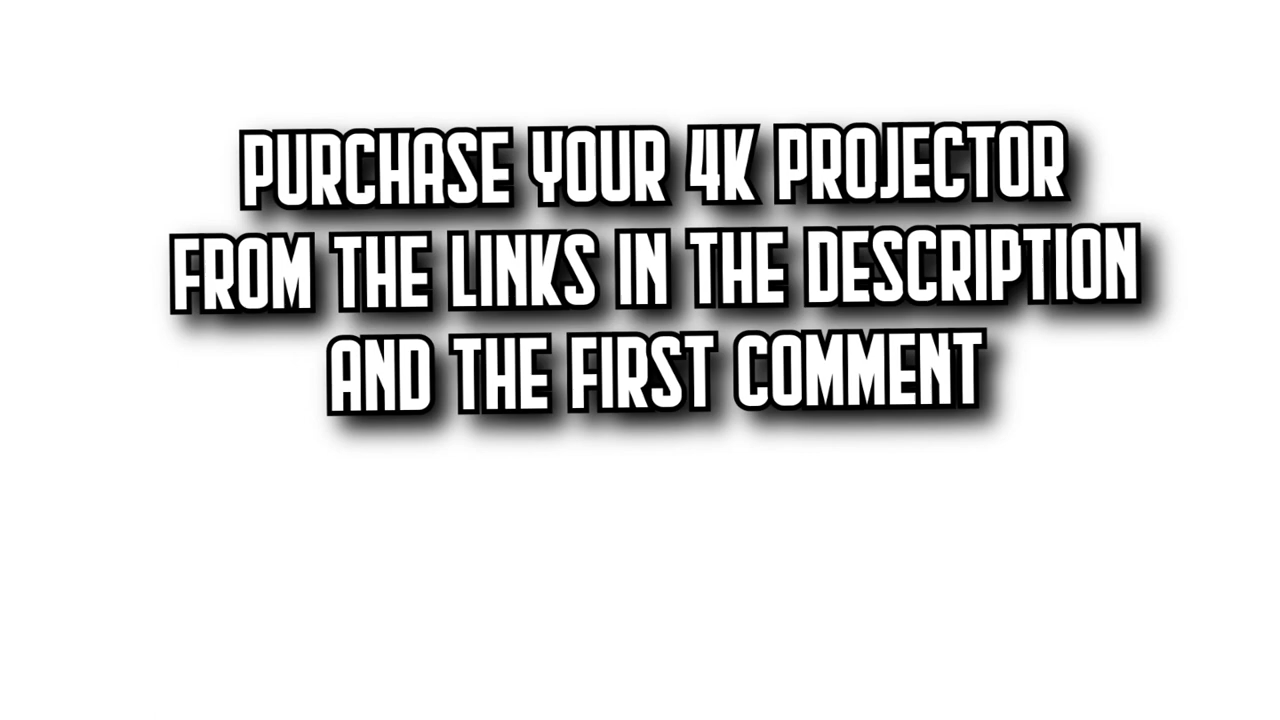 PURCHASE YOUR 4K PROJECTOR
FROM THE LINKS IN THE DESCRIPTION
AND THE FIRST COMMENT